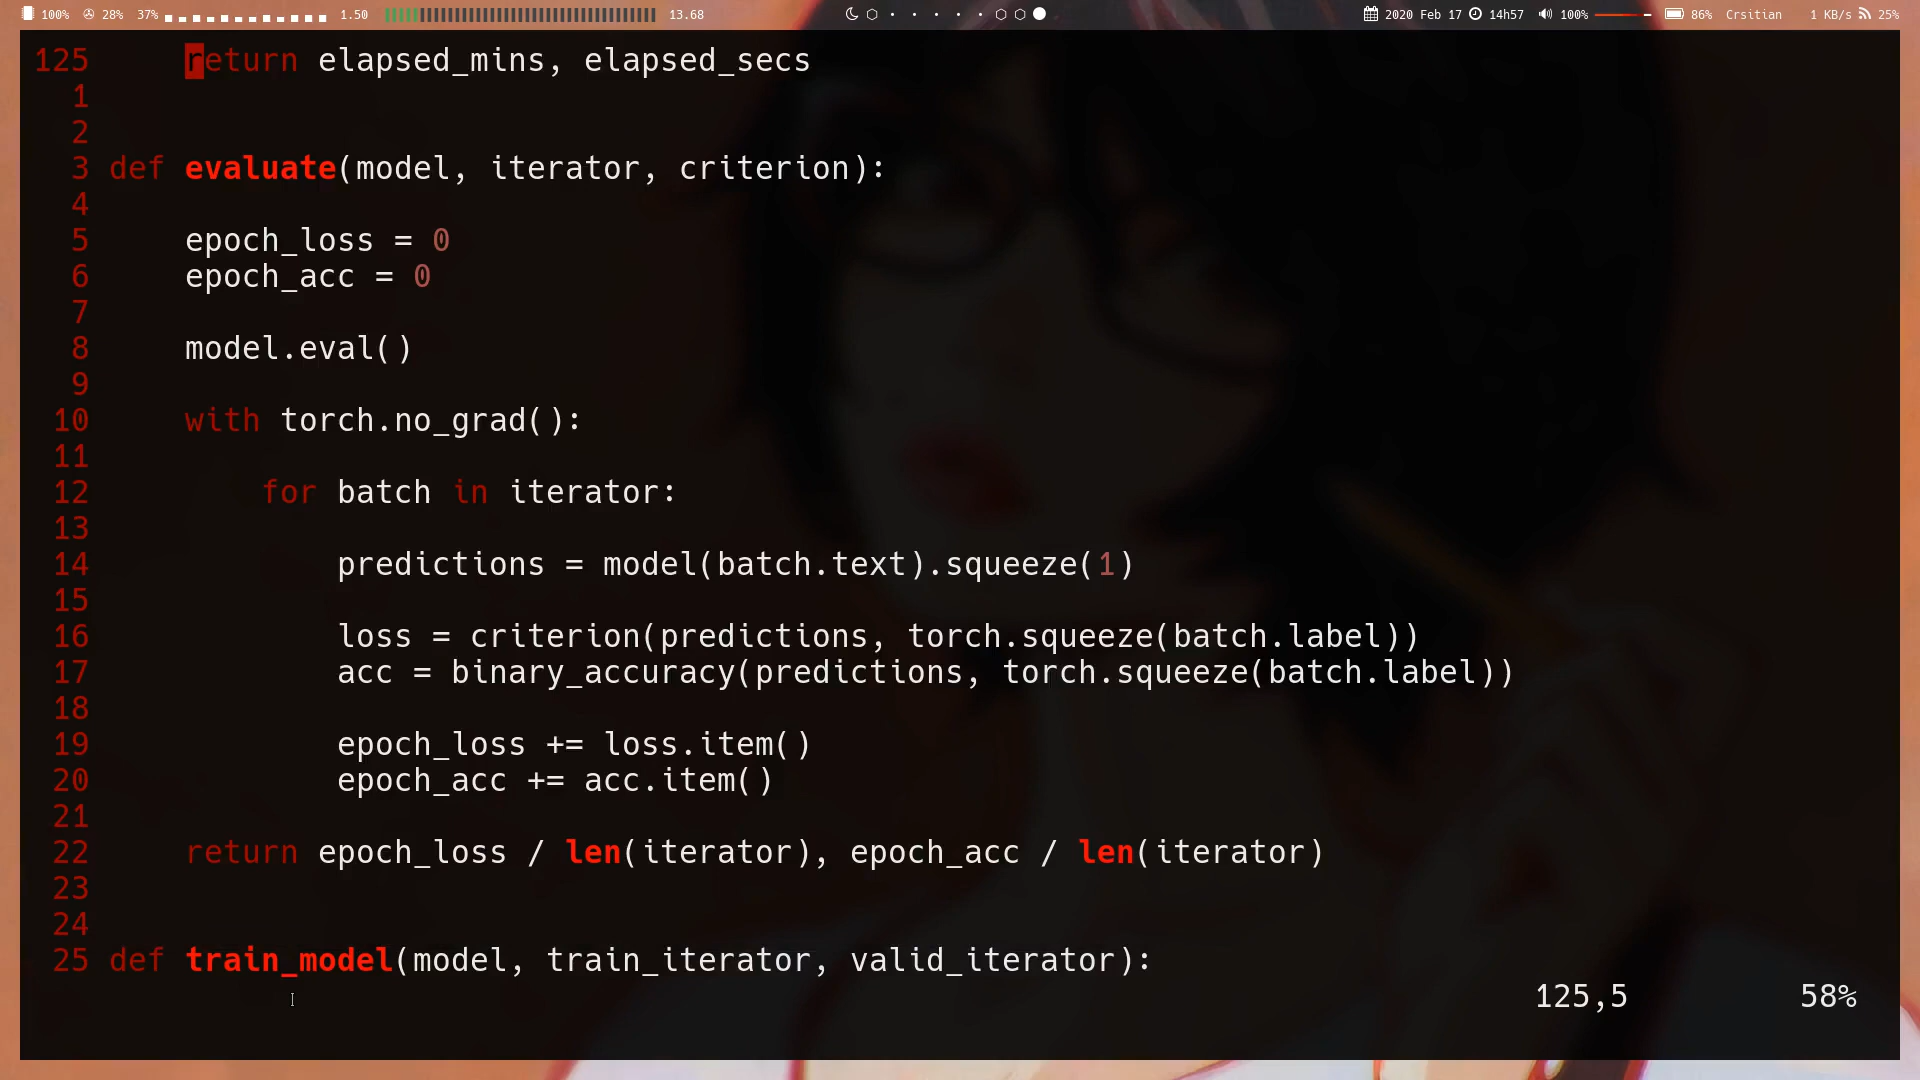 100% 28% 37% 1.50 13.68 2020 Feb 17 14h57 100% 86% Crsitian 1 KB/s 25%
125 return elapsed_mins, elapsed_secs
1
2
3 def evaluate(model, iterator, criterion):
4
5 epoch_loss = 0
6 epoch_acc = 0
7
8 model.eval()
9
10 with torch.no_grad():
11
12 for batch in iterator:
13
14 predictions = model(batch.text).squeeze(1)
15
16 loss = criterion(predictions, torch.squeeze(batch.label))
17 acc = binary_accuracy(predictions, torch.squeeze(batch.label))
18
19 epoch_loss += loss.item()
20 epoch_acc += acc.item()
21
22 return epoch_loss / len(iterator), epoch_acc / len(iterator)
23
24
25 def train_model(model, train_iterator, valid_iterator):
125,5 58%